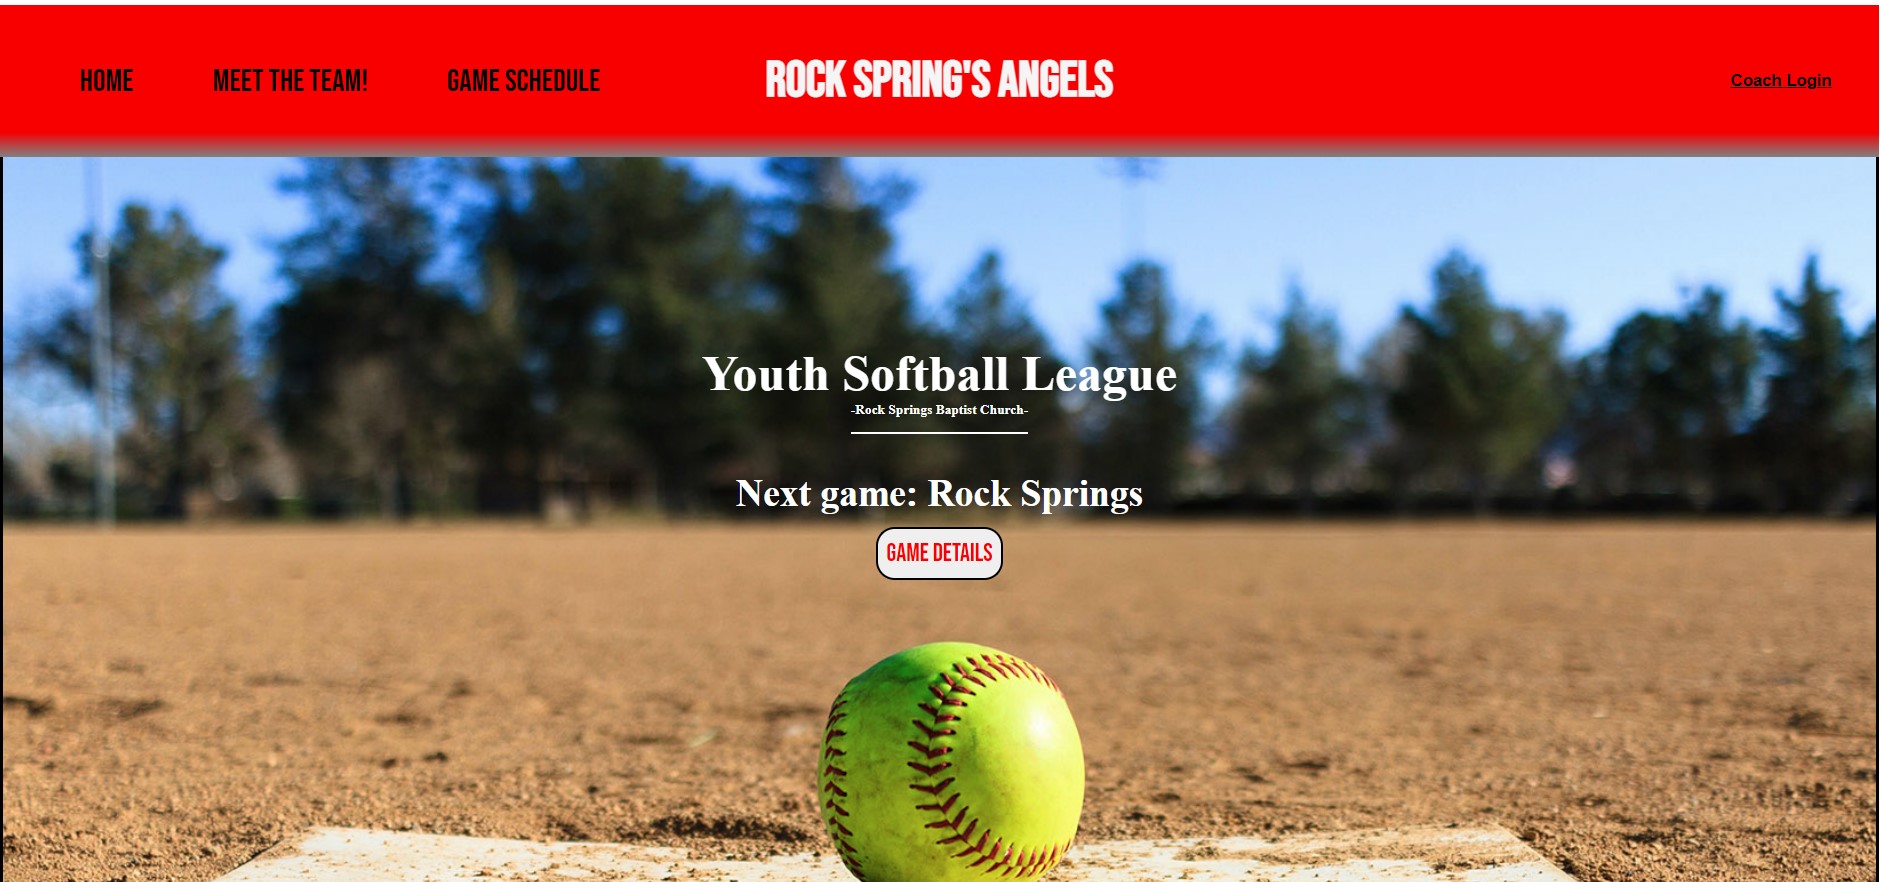 HOME
MEET THE TEAM!
GAME SCHEDULE
ROCK SPRING'S ANGELS
Coach Login
Youth Softball League
-Rock Springs Baptist Church-
Next game: Rock Springs
GAME DETAILS